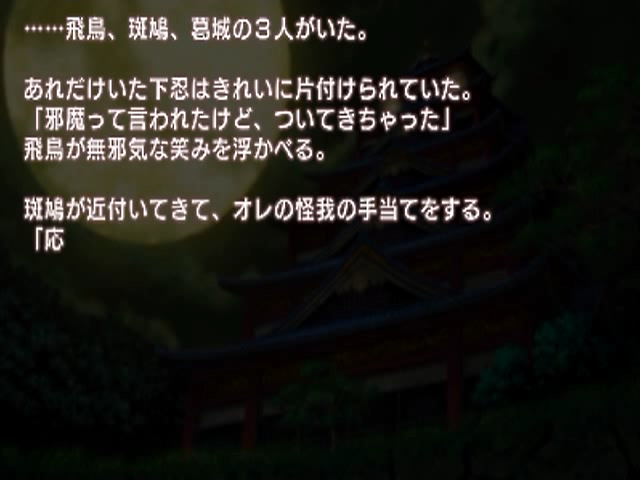 ……飛鳥、斑鳩、葛城の３人がいた。
あれだけいた下忍はきれいに片付けられていた。
「邪魔って言われたけど、ついてきちゃった」
飛鳥が無邪気な笑みを浮かべる。
斑鳩が近付いてきて、オレの怪我の手当てをする。
「応